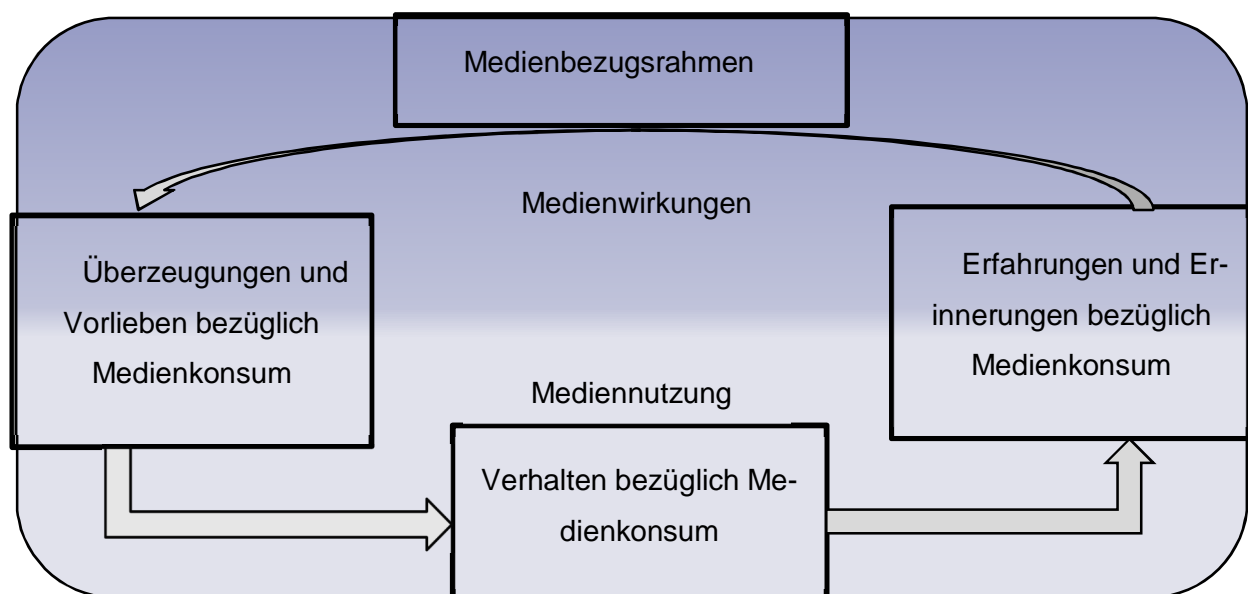 Medienbezugsrahmen
Medienwirkungen
Überzeugungen und
Vorlieben bezüglich
Medienkonsum
Erfahrungen und Er-
innerungen bezüglich
Medienkonsum
Mediennutzung
Verhalten bezüglich Me-
dienkonsum